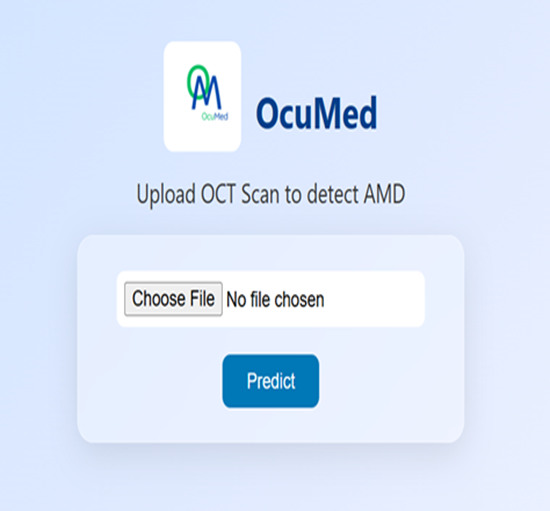 OM
OcuMed
OcuMed
Upload OCT Scan to detect AMD
Choose File No file chosen
Predict